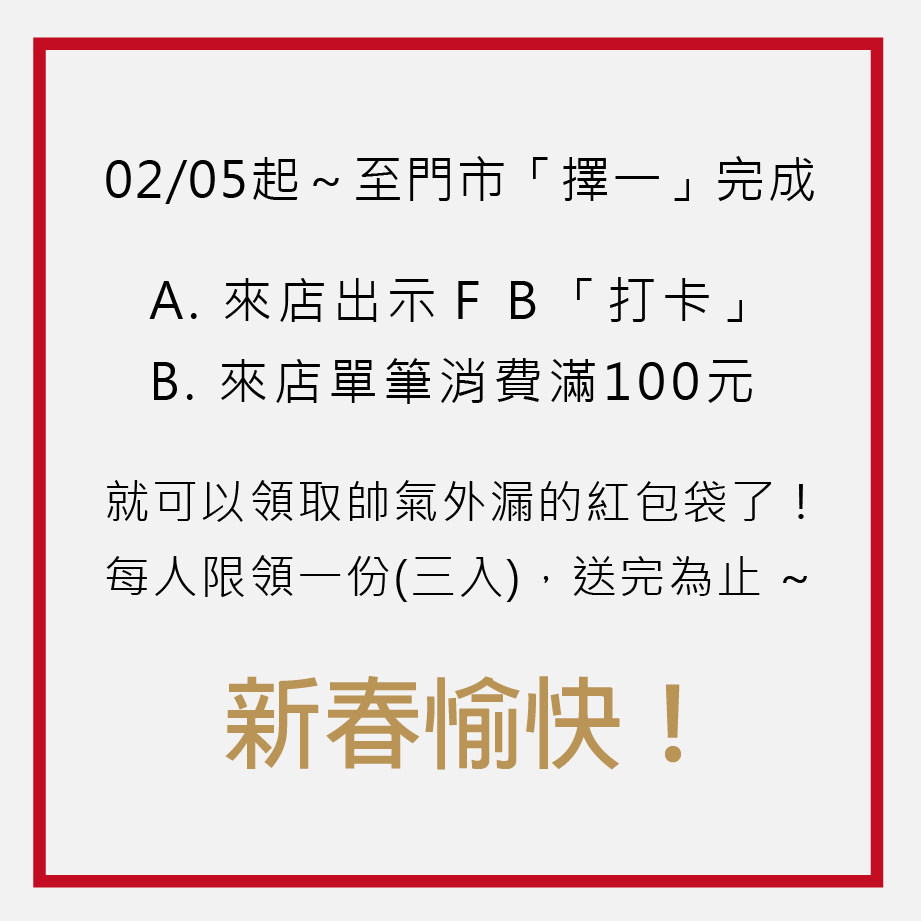 02/05起～至門市「擇一」完成
A. 來店出示FB「打卡」
B. 來店單筆消費滿100元
就可以領取帥氣外漏的紅包袋了！
每人限領一份(三入)，送完為止～
新春愉快！